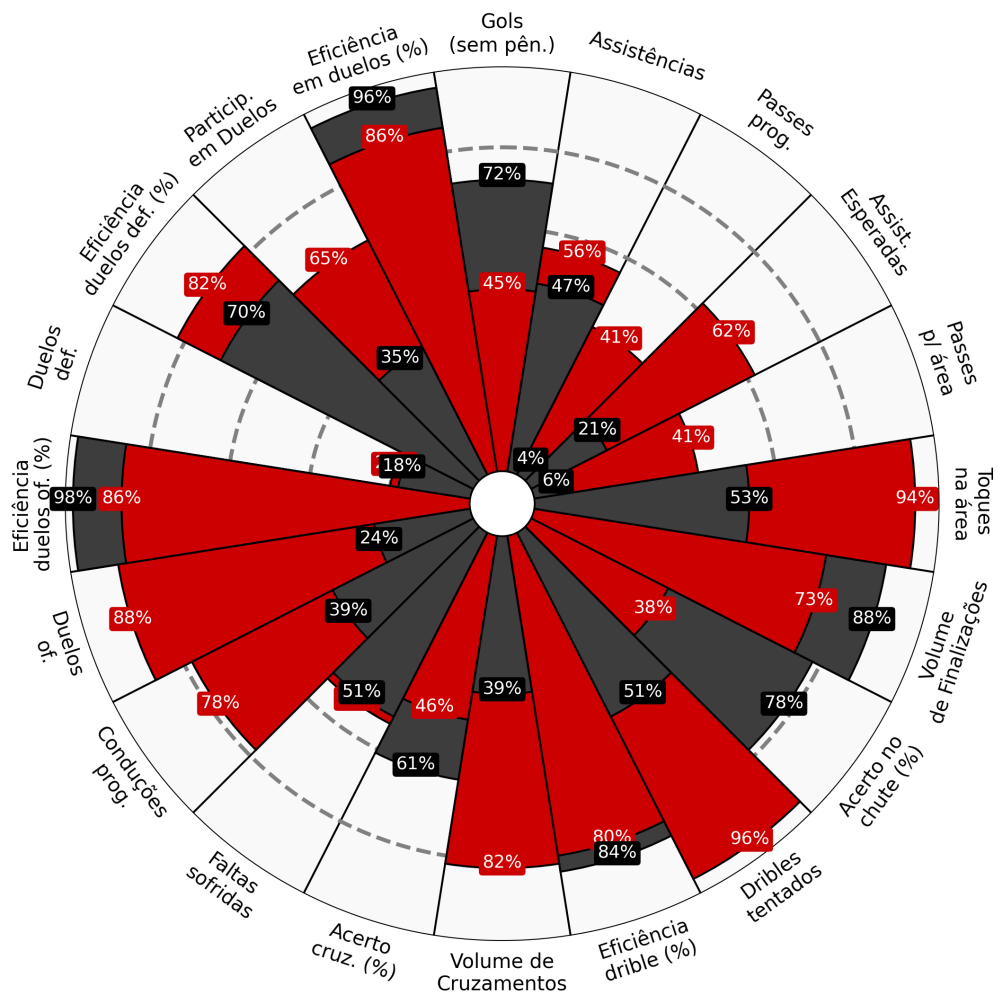 Gols
(sem pên.)
72%
45%
Assistências
56%
47%
Passes
prog.
41%
4%
Assist.
Esperadas
62%
21%
Passes
p/ área
41%
6%
Toques
na área
94%
53%
Volume
de Finalizações
73%
88%
Acerto no
chute (%)
38%
78%
Dribles
tentados
96%
51%
Eficiência
drible (%)
80%
84%
Volume de
Cruzamentos
39%
82%
Acerto
cruz. (%)
46%
61%
Faltas
sofridas
51%
Conduções
prog.
39%
78%
Duelos
of.
24%
88%
Eficiência
duelos of. (%)
98%
86%
Duelos
def.
18%
Eficiência
duelos def. (%)
82%
70%
Particip.
em Duelos
65%
35%
Eficiência
em duelos (%)
96%
86%